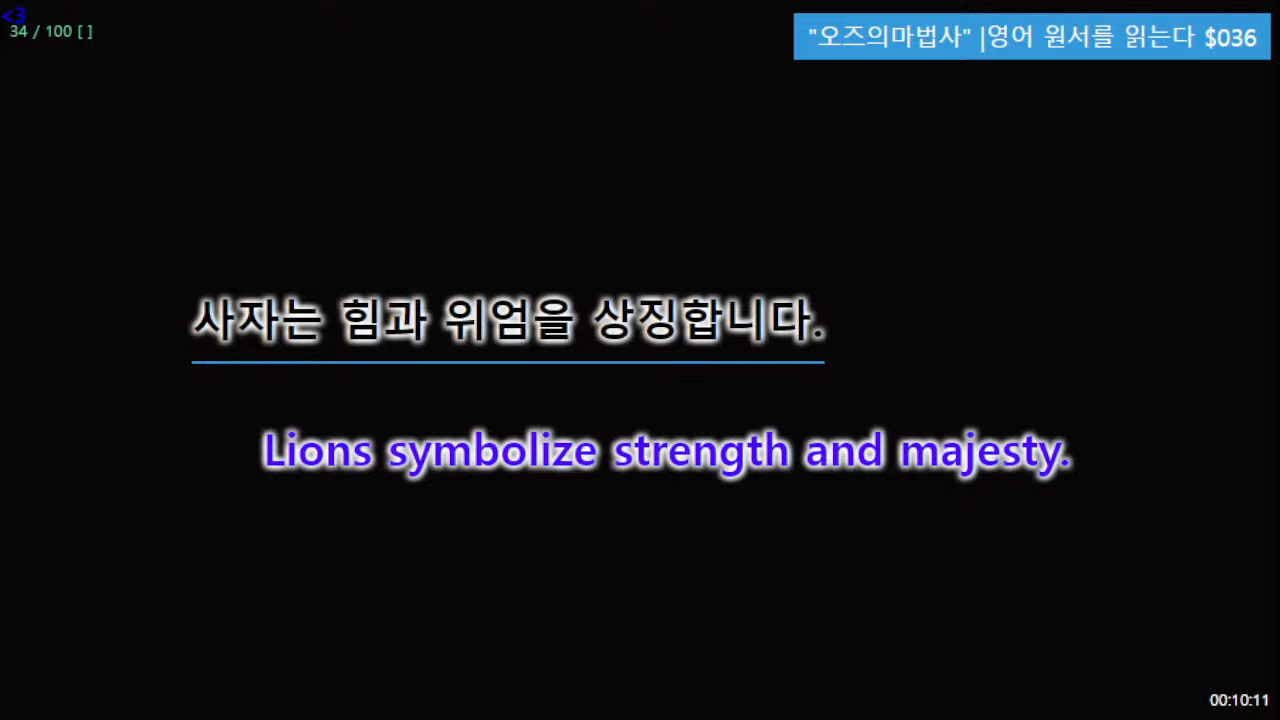 <3
34 / 100 [ ]
"오즈의마법사" |영어 원서를 읽는다 $036
사자는 힘과 위엄을 상징합니다.
Lions symbolize strength and majesty.
00:10:11